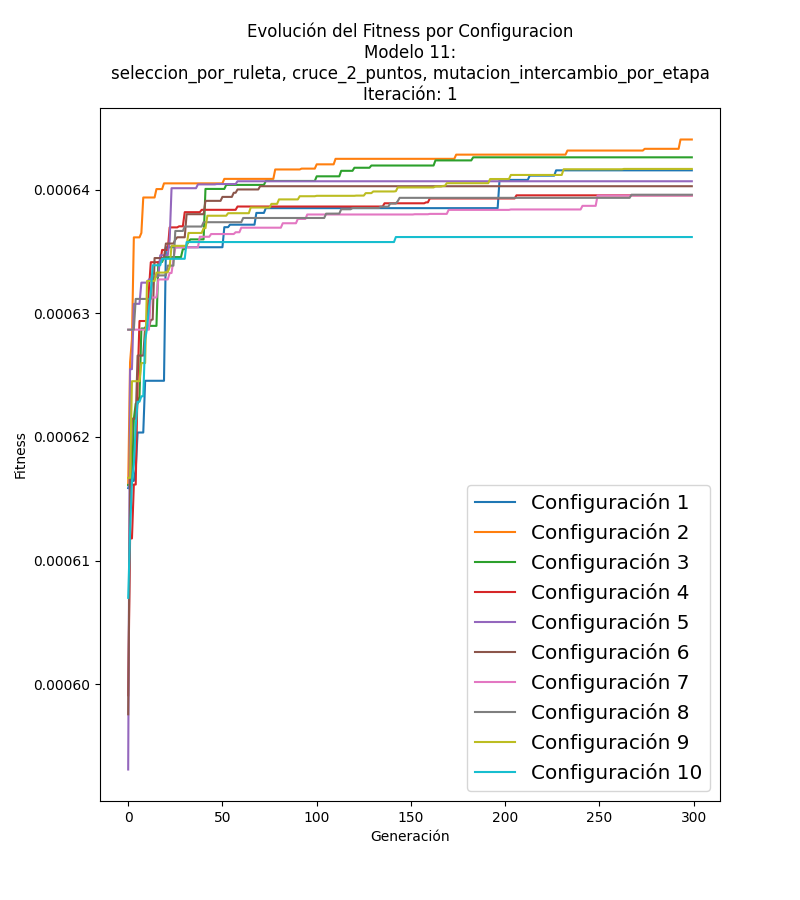 Evolución del Fitness por Configuracion
Modelo 11:
seleccion_por_ruleta, cruce_2_puntos, mutacion_intercambio_por_etapa
Iteración: 1
Fitness
0.00064
0.00063
0.00062
0.00061
0.00060
Configuración 1
Configuración 2
Configuración 3
Configuración 4
Configuración 5
Configuración 6
Configuración 7
Configuración 8
Configuración 9
Configuración 10
0 50 100 150 200 250 300
Generación